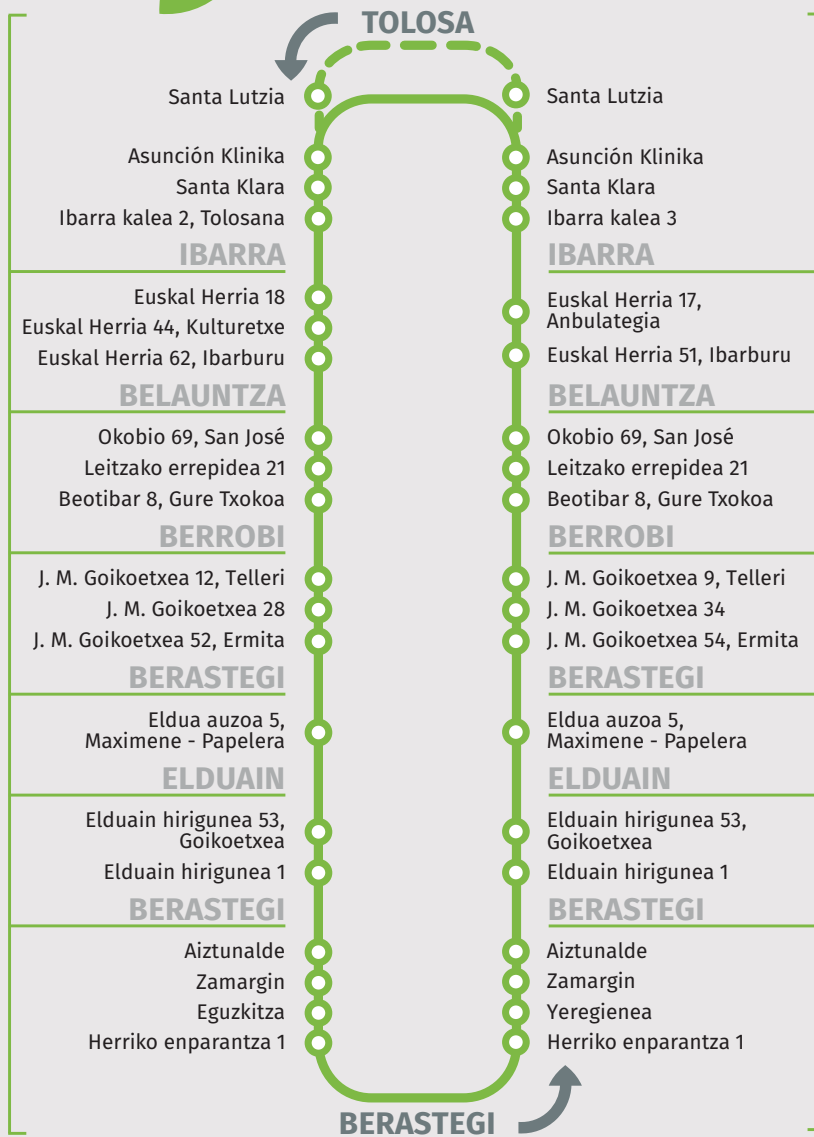 TOLOSA
Santa Lutzia
Asunción Klinika
Santa Klara
Ibarra kalea 2, Tolosana
IBARRA
Euskal Herria 18
Euskal Herria 44, Kulturetxe
Euskal Herria 62, Ibarburu
BELAUNTZA
Okobio 69, San José
Leitzako errepidea 21
Beotibar 8, Gure Txokoa
BERROBI
J. M. Goikoetxea 12, Telleri
J. M. Goikoetxea 28
J. M. Goikoetxea 52, Ermita
BERASTEGI
Eldua auzoa 5,
Maximene - Papelera
ELDUAIN
Elduain hirigunea 53,
Goikoetxea
Elduain hirigunea 1
BERASTEGI
Aiztunalde
Zamargin
Eguzkitza
Herriko enparantza 1
Santa Lutzia
Asunción Klinika
Santa Klara
Ibarra kalea 3
IBARRA
Euskal Herria 17,
Anbulategia
Euskal Herria 51, Ibarburu
BELAUNTZA
Okobio 69, San José
Leitzako errepidea 21
Beotibar 8, Gure Txokoa
BERROBI
J. M. Goikoetxea 9, Telleri
J. M. Goikoetxea 34
J. M. Goikoetxea 54, Ermita
BERASTEGI
Eldua auzoa 5,
Maximene - Papelera
ELDUAIN
Elduain hirigunea 53,
Goikoetxea
Elduain hirigunea 1
BERASTEGI
Aiztunalde
Zamargin
Yeregienea
Herriko enparantza 1
BERASTEGI